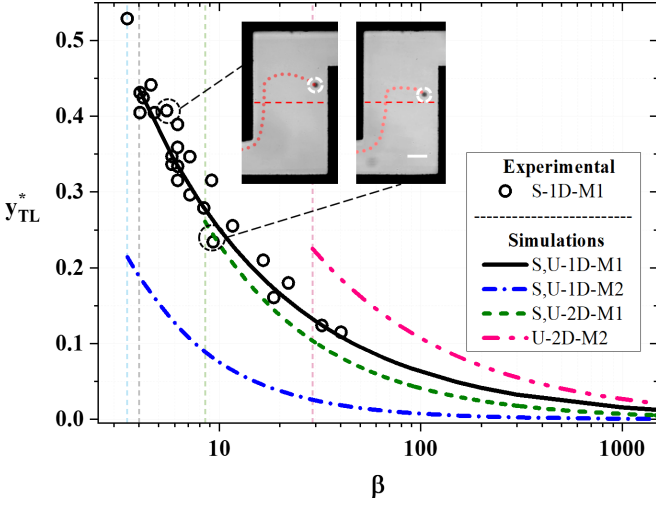 0.5
0.4
0.3
0.2
0.1
0.0
y*TL
10
100
1000
β
Experimental
S-1D-M1
Simulations
S,U-1D-M1
S,U-1D-M2
S,U-2D-M1
U-2D-M2